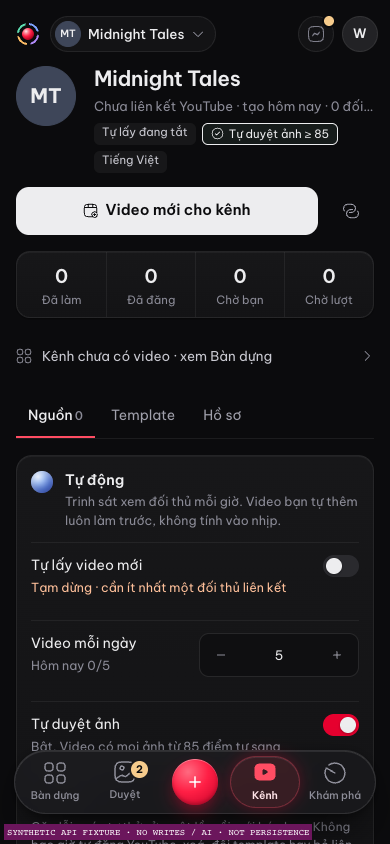 MT Midnight Tales W
MT
Midnight Tales
Chưa liên kết YouTube · tạo hôm nay · 0 đối...
Tự lấy đang tắt
Tự duyệt ảnh ≥ 85
Tiếng Việt
Video mới cho kênh
0 0 0 0
Đã làm Đã đăng Chờ bạn Chờ lượt
Kênh chưa có video · xem Bàn dựng
Nguồn 0 Template Hồ sơ
Tự động
Trinh sát xem đối thủ mỗi giờ. Video bạn tự thêm
luôn làm trước, không tính vào nhịp.
Tự lấy video mới
Tạm dừng · cần ít nhất một đối thủ liên kết
Video mỗi ngày
Hôm nay 0/5
− 5 +
Tự duyệt ảnh
Bật. Video có mọi ảnh từ 85 điểm tự sang
2
Bàn dựng Duyệt + Kênh Khám phá
Không
SYNTHETIC API FIXTURE · NO WRITES / AI · NOT PERSISTENCE